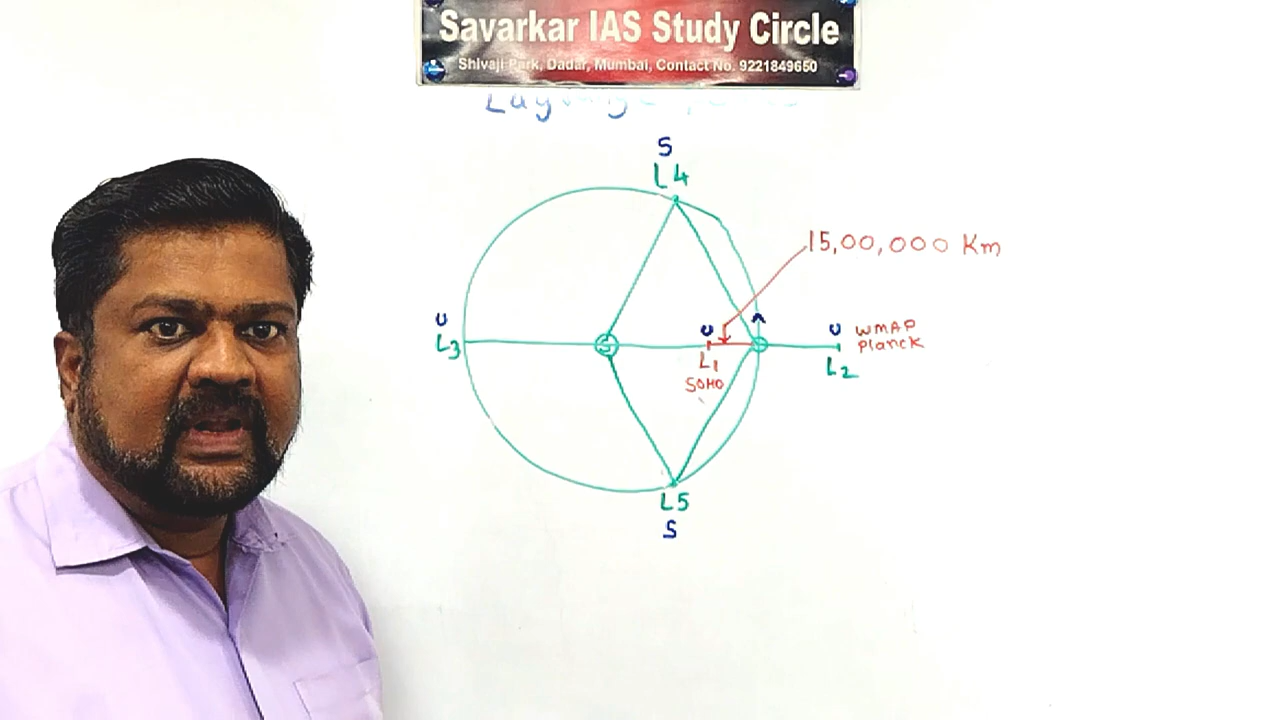 Savarkar IAS Study Circle
Shivaji Park, Dadar, Mumbai, Contact No. 9221849650
S
L4
15,00,000 Km
U
L3
S
U
L1
SOHO
U
L2
WMAP
Planck
L5
S